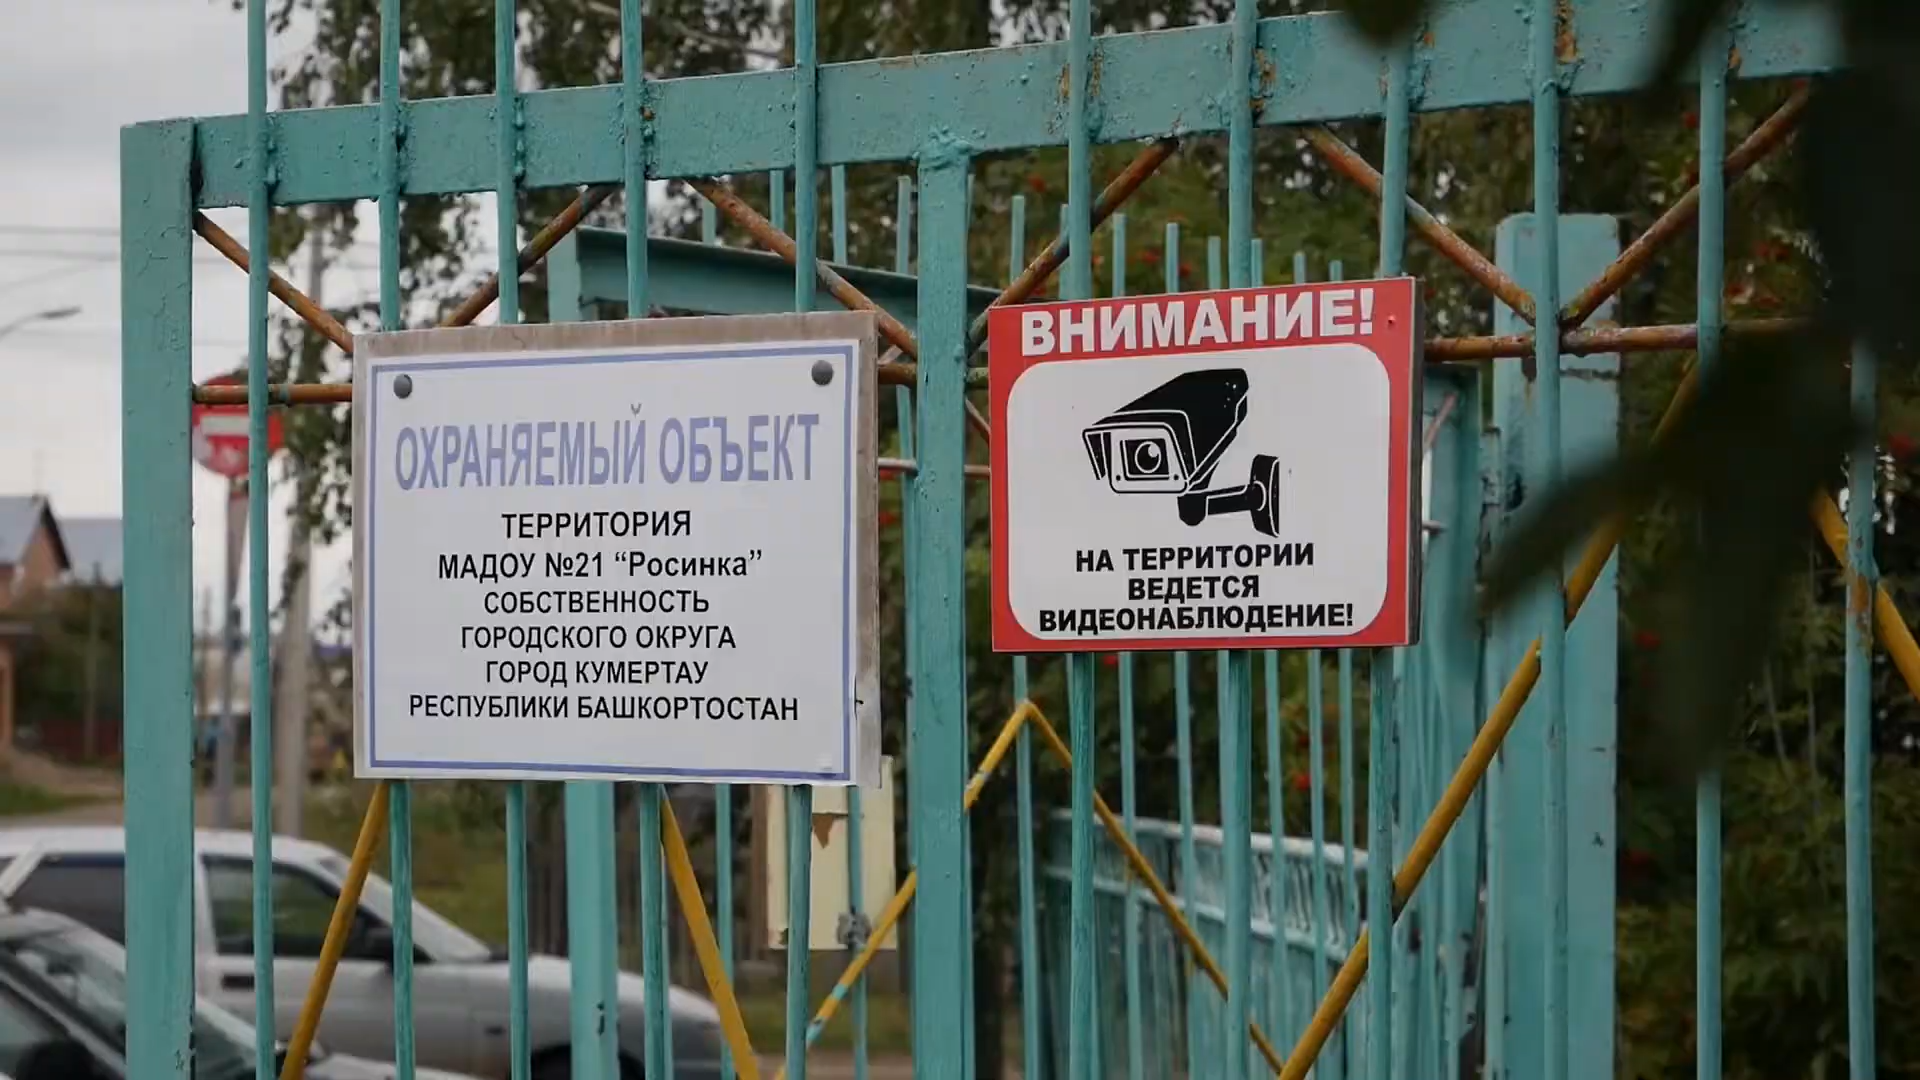 ОХРАНЯЕМЫЙ ОБЪЕКТ
ТЕРРИТОРИЯ
МАДОУ №21 “Росинка”
СОБСТВЕННОСТЬ
ГОРОДСКОГО ОКРУГА
ГОРОД КУМЕРТАУ
РЕСПУБЛИКИ БАШКОРТОСТАН
ВНИМАНИЕ!
НА ТЕРРИТОРИИ
ВЕДЕТСЯ
ВИДЕОНАБЛЮДЕНИЕ!